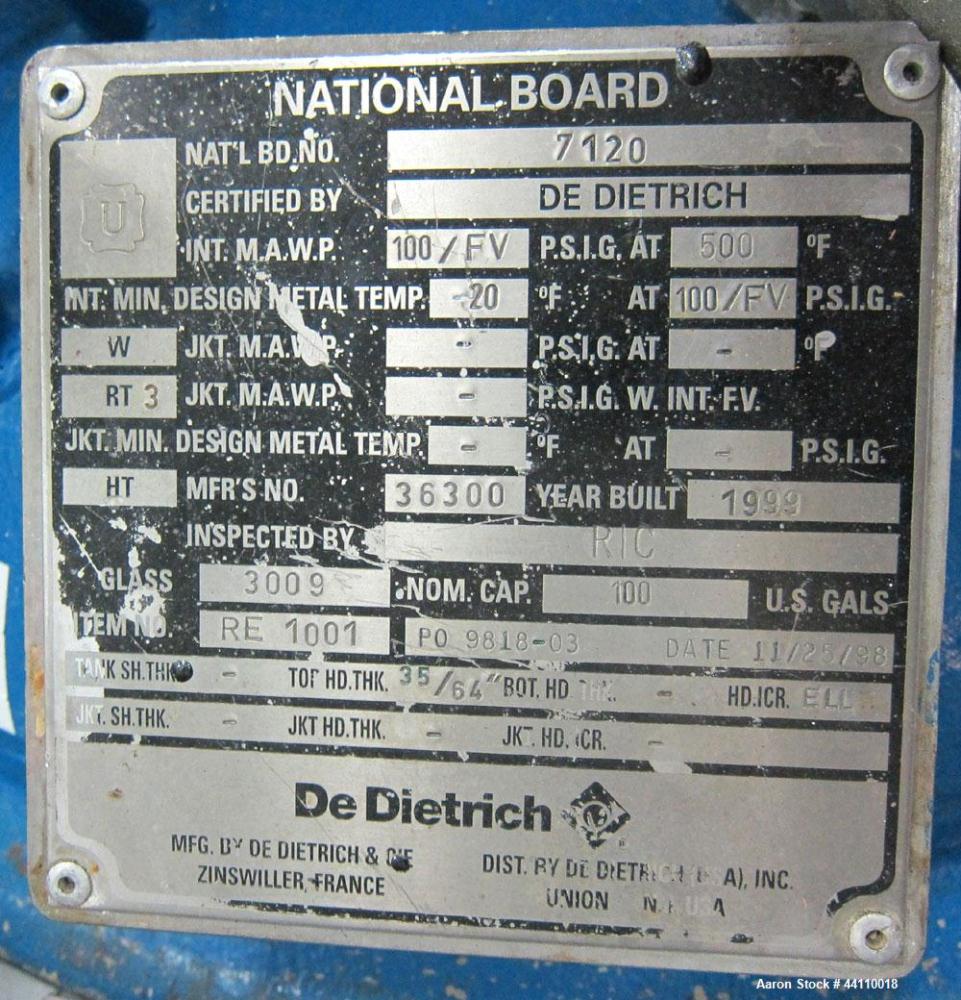 NATIONAL BOARD
NAT'L BD.NO. 7120
U
CERTIFIED BY DE DIETRICH
INT. M.A.W.P. 100/FV P.S.I.G. AT 500 °F
INT. MIN. DESIGN METAL TEMP. -20 °F AT 100/FV P.S.I.G.
W JKT. M.A.W.P. - P.S.I.G. AT - °F
RT 3 JKT. M.A.W.P. - P.S.I.G. W. INT. F.V.
JKT. MIN. DESIGN METAL TEMP. - °F AT - P.S.I.G.
HT MFR'S NO. 36300 YEAR BUILT 1999
INSPECTED BY RIC
GLASS 3009 NOM. CAP. 100 U.S. GALS
ITEM NO. RE 1001 PO 9818-03 DATE 11/25/98
TANK SH.THK. - TOP HD.THK. 35/64" BOT. HD. THK. - HD.ICR. ELL
JKT. SH.THK. - JKT HD.THK. - JKT. HD. ICR. -
De Dietrich
MFG. BY DE DIETRICH & CIE
ZINSWILLER, FRANCE
DIST. BY DE DIETRICH (U.S.A), INC.
UNION N.J. USA
Aaron Stock # 44110018